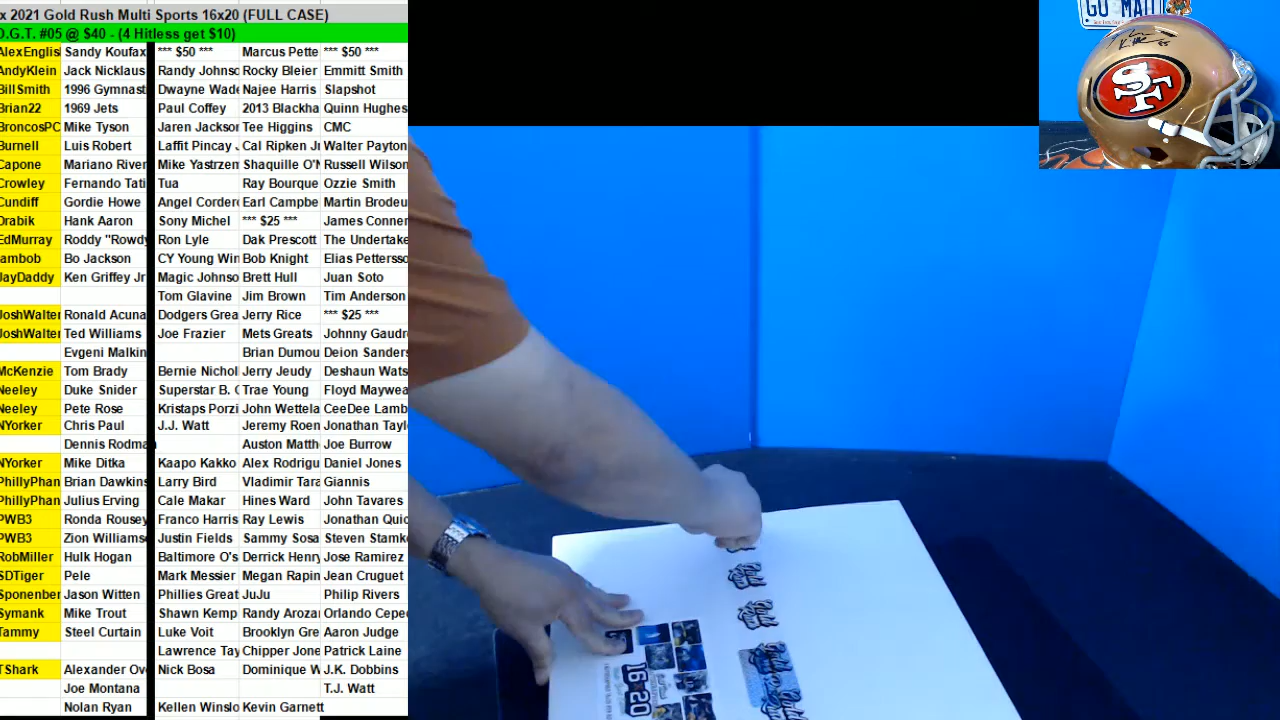 x 2021 Gold Rush Multi Sports 16x20 (FULL CASE)
D.G.T. #05 @ $40 - (4 Hitless get $10)
AlexEnglis Sandy Koufax *** $50 *** Marcus Pette *** $50 ***
AndyKlein Jack Nicklaus Randy Johnso Rocky Bleier Emmitt Smith
BillSmith 1996 Gymnast Dwayne Wade Najee Harris Slapshot
Brian22 1969 Jets Paul Coffey 2013 Blackha Quinn Hughes
BroncosPC Mike Tyson Jaren Jackson Tee Higgins CMC
Burnell Luis Robert Laffit Pincay J Cal Ripken Jr Walter Payton
Capone Mariano River Mike Yastrzem Shaquille O'N Russell Wilson
Crowley Fernando Tati Tua Ray Bourque Ozzie Smith
Cundiff Gordie Howe Angel Cordero Earl Campbe Martin Brodeu
Drabik Hank Aaron Sony Michel *** $25 *** James Conner
EdMurray Roddy "Rowdy Ron Lyle Dak Prescott The Undertake
iambob Bo Jackson CY Young Win Bob Knight Elias Pettersso
JayDaddy Ken Griffey Jr Magic Johnso Brett Hull Juan Soto
Tom Glavine Jim Brown Tim Anderson
JoshWalter Ronald Acuna Dodgers Grea Jerry Rice *** $25 ***
JoshWalter Ted Williams Joe Frazier Mets Greats Johnny Gaudr
Evgeni Malkin Brian Dumou Deion Sanders
McKenzie Tom Brady Bernie Nichol Jerry Jeudy Deshaun Wats
Neeley Duke Snider Superstar B. G Trae Young Floyd Maywea
Neeley Pete Rose Kristaps Porzi John Wettela CeeDee Lamb
NYorker Chris Paul J.J. Watt Jeremy Roen Jonathan Tayl
Dennis Rodman Auston Matth Joe Burrow
NYorker Mike Ditka Kaapo Kakko Alex Rodrigu Daniel Jones
PhillyPhan Brian Dawkins Larry Bird Vladimir Tara Giannis
PhillyPhan Julius Erving Cale Makar Hines Ward John Tavares
PWB3 Ronda Rousey Franco Harris Ray Lewis Jonathan Quic
PWB3 Zion Williams Justin Fields Sammy Sosa Steven Stamk
RobMiller Hulk Hogan Baltimore O's Derrick Henry Jose Ramirez
SDTiger Pele Mark Messier Megan Rapin Jean Cruguet
Sponenber Jason Witten Phillies Great JuJu Philip Rivers
Symank Mike Trout Shawn Kemp Randy Aroza Orlando Cepe
Tammy Steel Curtain Luke Voit Brooklyn Gre Aaron Judge
Lawrence Tay Chipper Jone Patrick Laine
TShark Alexander Ov Nick Bosa Dominique W J.K. Dobbins
Joe Montana T.J. Watt
Nolan Ryan Kellen Winslo Kevin Garnett
GO MAT!
SF
16x20
Gold Rush
Gold Rush
Gold Rush